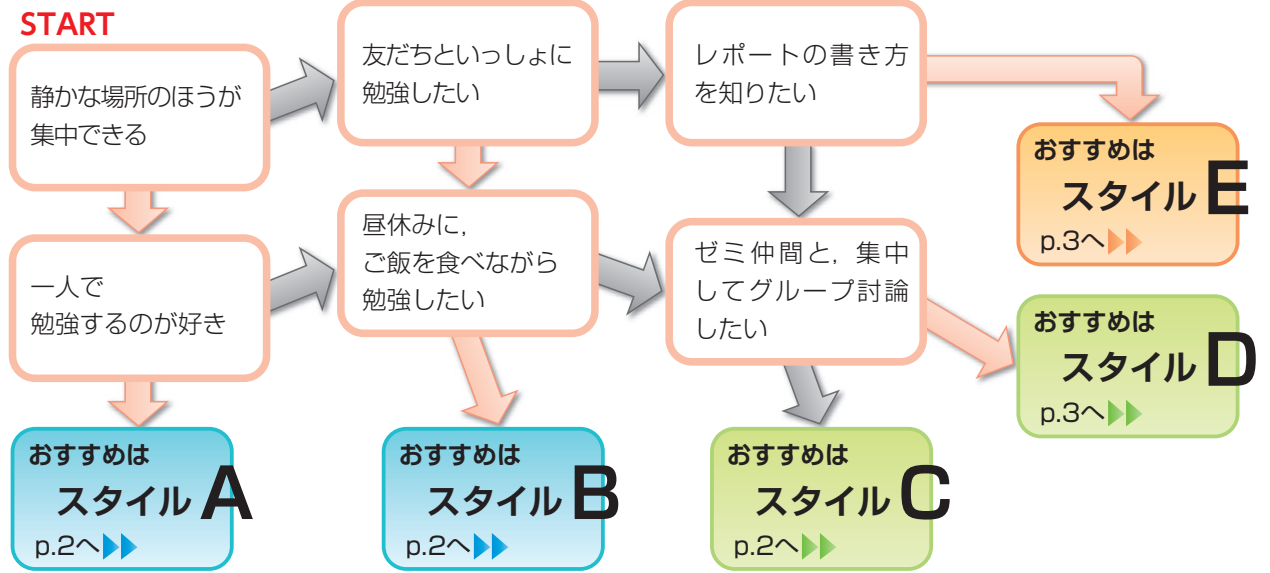 START
静かな場所のほうが
集中できる
友だちといっしょに
勉強したい
レポートの書き方
を知りたい
一人で
勉強するのが好き
昼休みに,
ご飯を食べながら
勉強したい
ゼミ仲間と, 集中
してグループ討論
したい
おすすめは
スタイルE
p.3へ
おすすめは
スタイルD
p.3へ
おすすめは
スタイルA
p.2へ
おすすめは
スタイルB
p.2へ
おすすめは
スタイルC
p.2へ